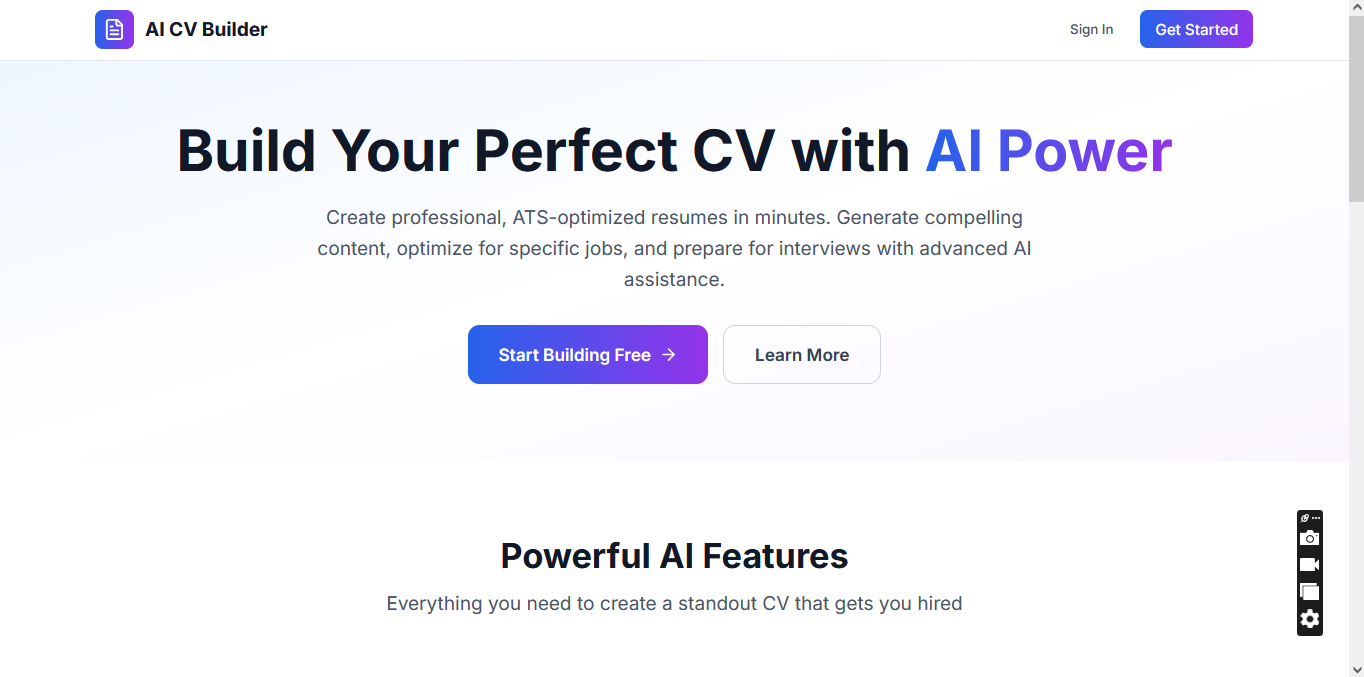 AI CV Builder
Sign In
Get Started
Build Your Perfect CV with AI Power
Create professional, ATS-optimized resumes in minutes. Generate compelling
content, optimize for specific jobs, and prepare for interviews with advanced AI
assistance.
Start Building Free →
Learn More
Powerful AI Features
Everything you need to create a standout CV that gets you hired